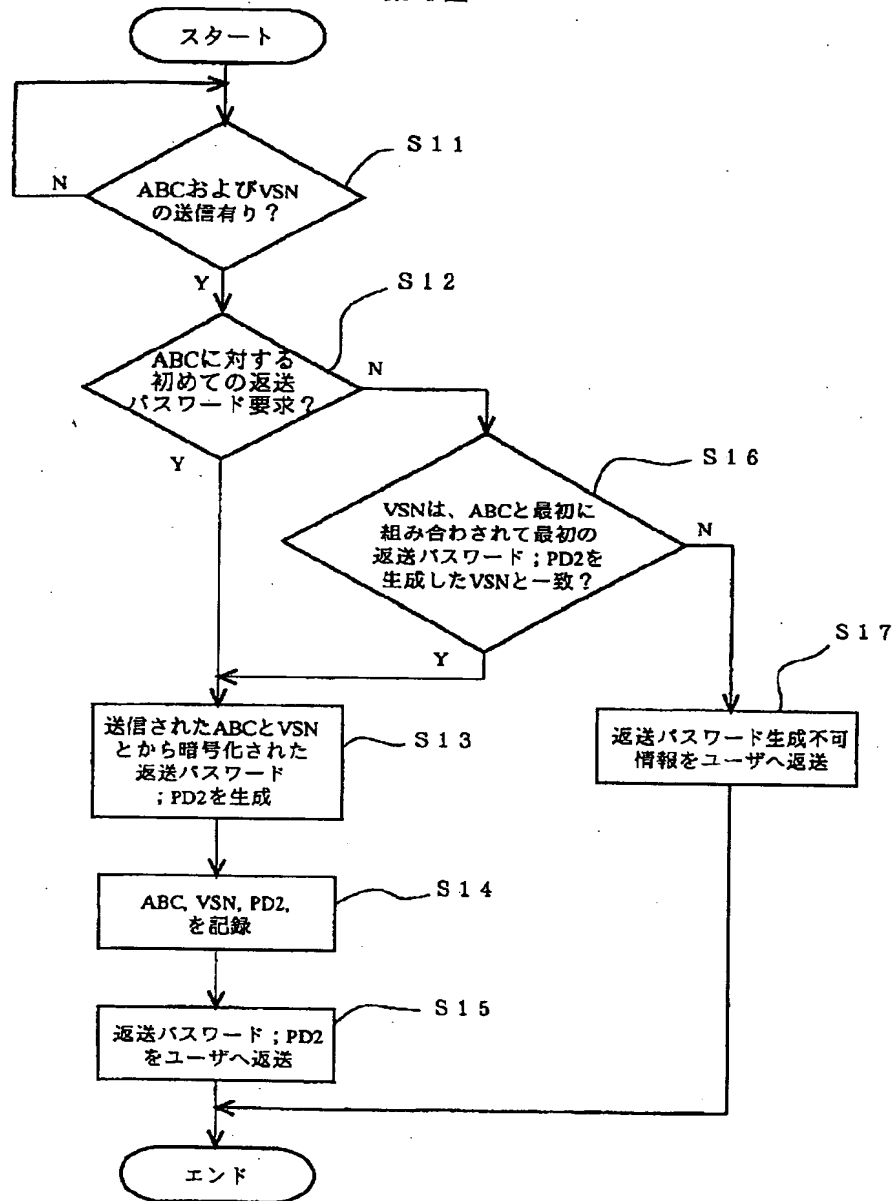 スタート
S11
N
ABCおよびVSN
の送信有り？
Y
S12
ABCに対する
初めての返送
パスワード要求？
N
Y
S16
VSNは、ABCと最初に
組み合わされて最初の
返送パスワード；PD2を
生成したVSNと一致？
N
Y
S17
送信されたABCとVSN
とから暗号化された
返送パスワード
；PD2を生成
S13
返送パスワード生成不可
情報をユーザへ返送
ABC, VSN, PD2,
を記録
S14
返送パスワード；PD2
をユーザへ返送
S15
エンド